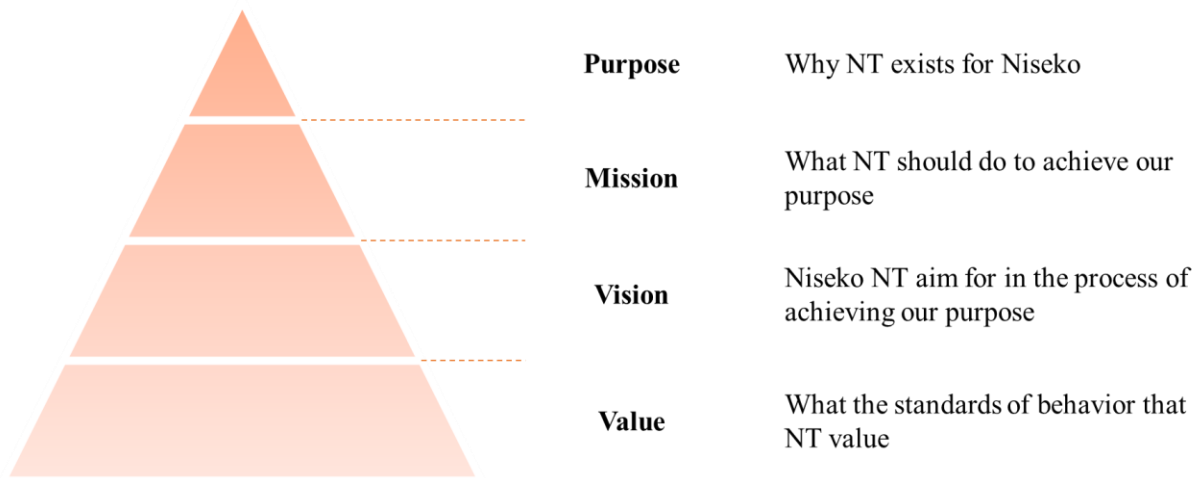 Purpose
Why NT exists for Niseko
Mission
What NT should do to achieve our
purpose
Vision
Niseko NT aim for in the process of
achieving our purpose
Value
What the standards of behavior that
NT value